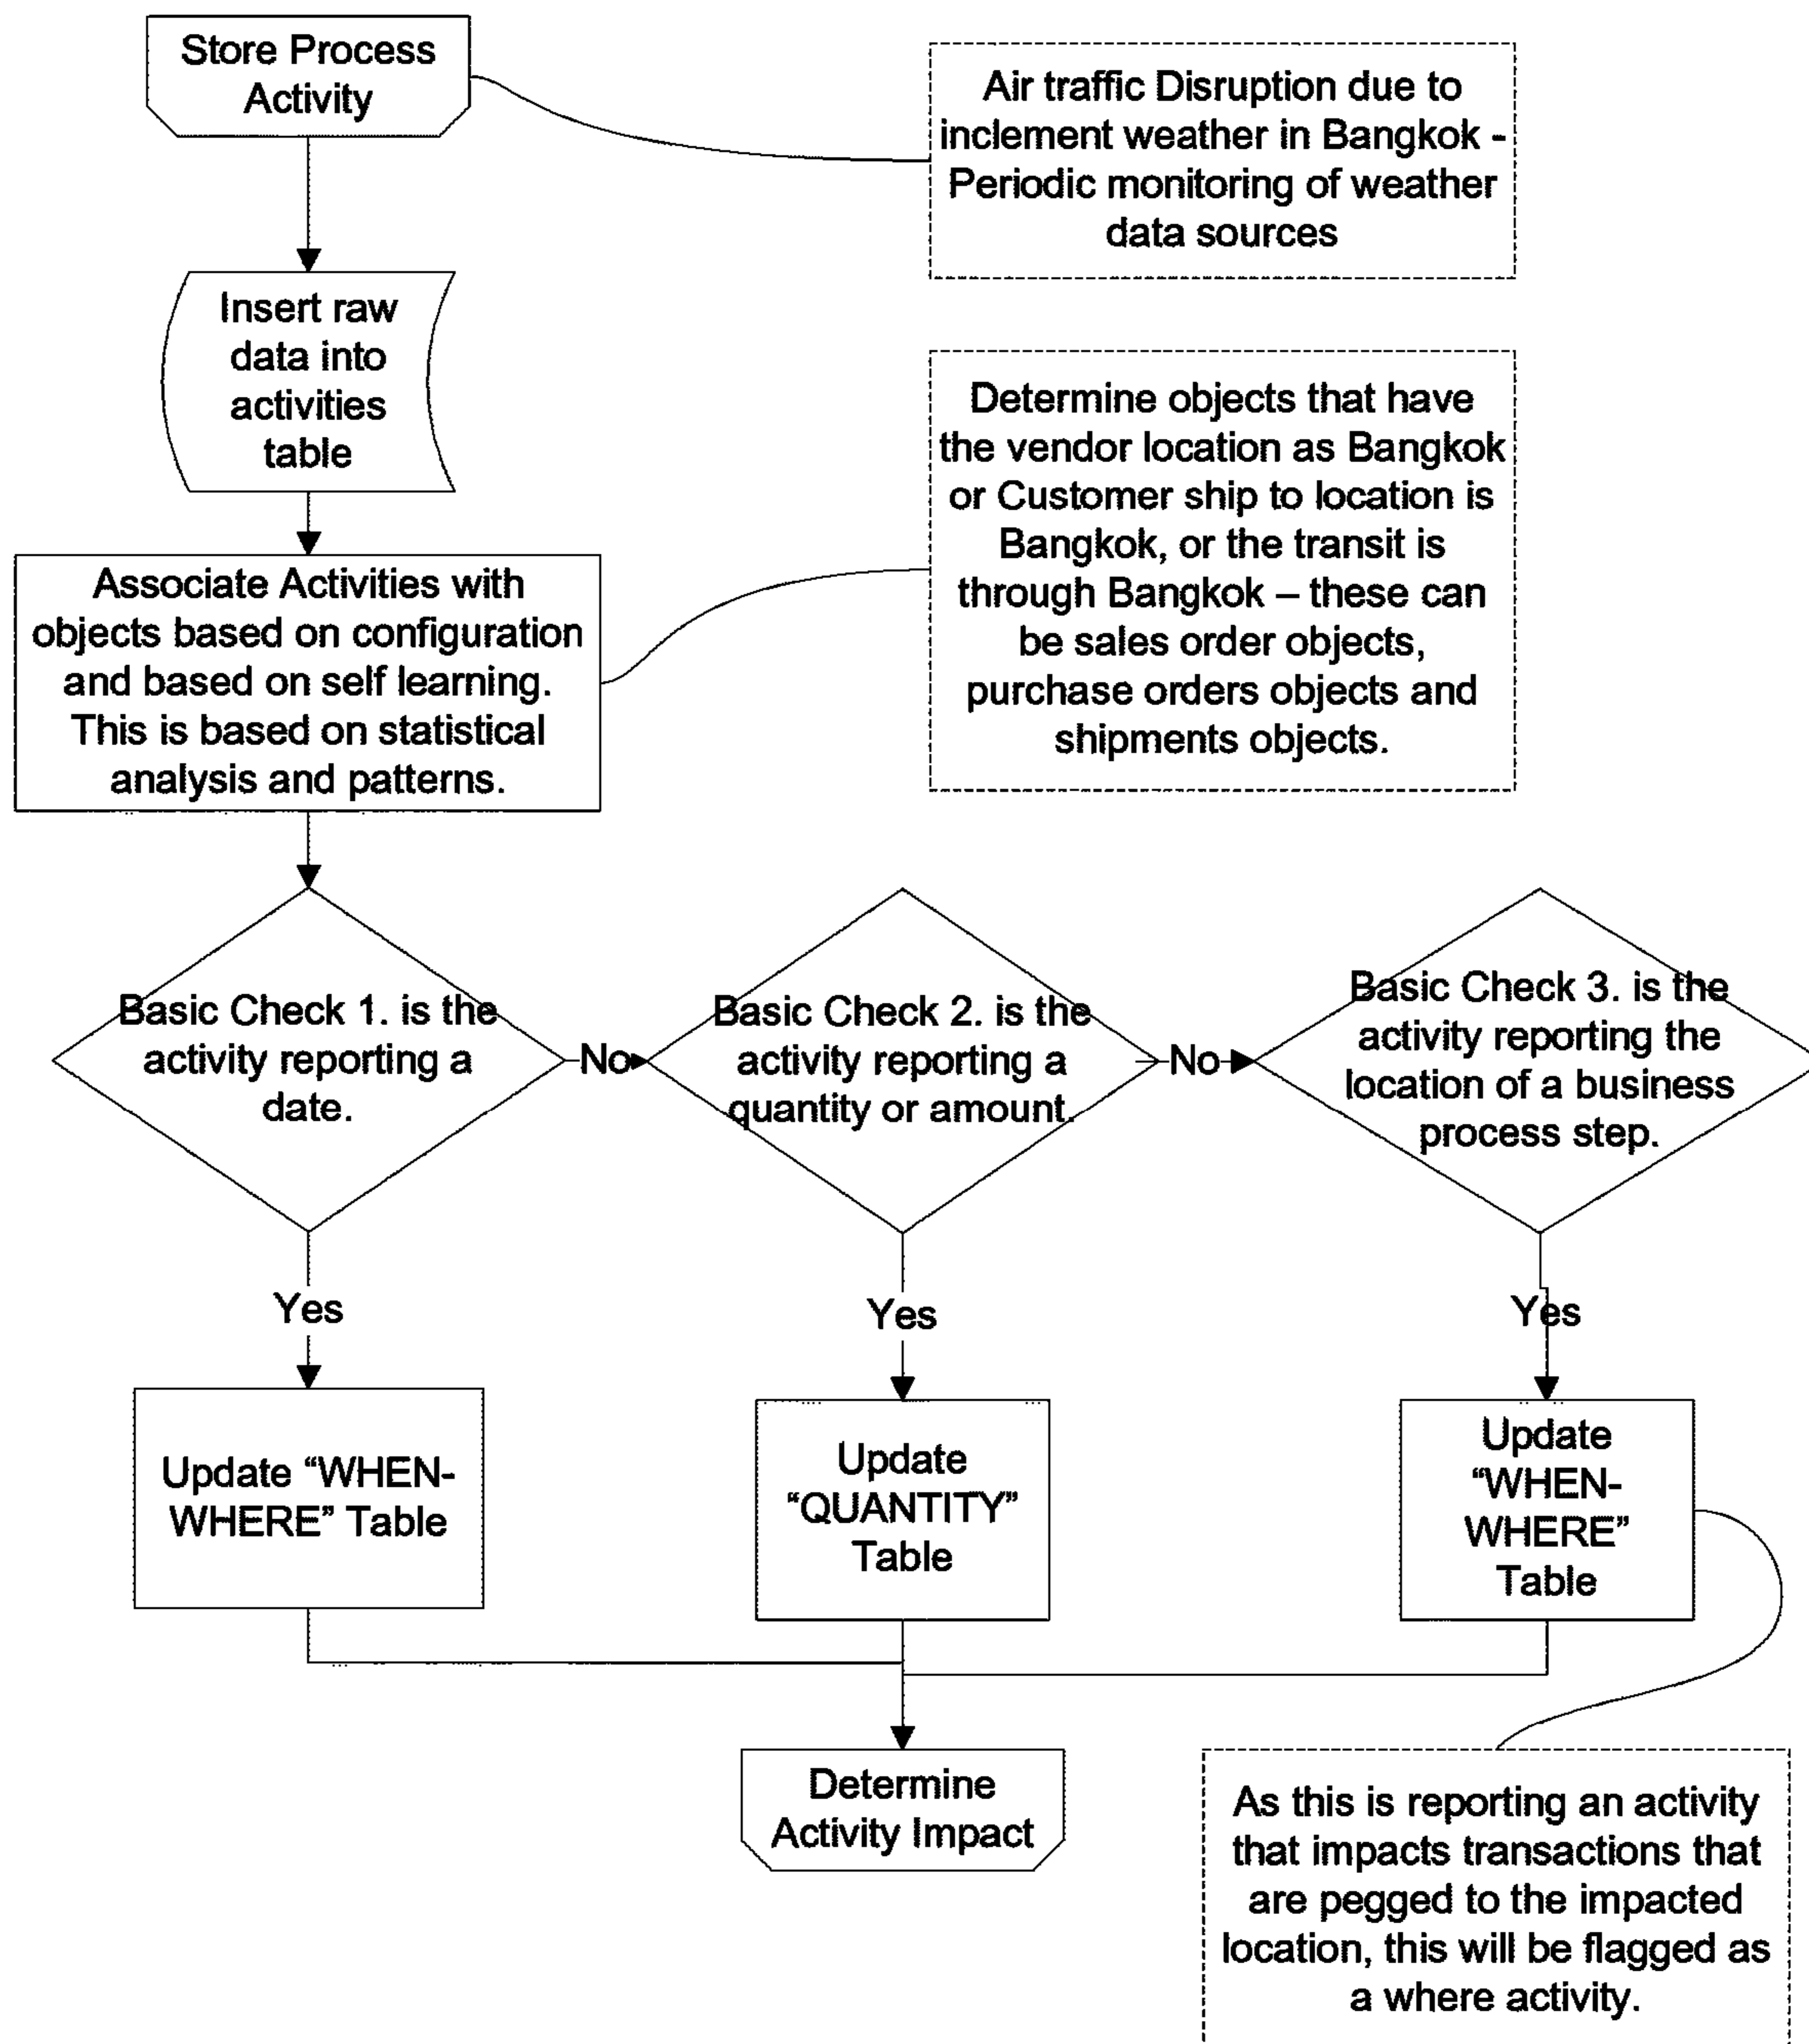 Store Process
Activity
Air traffic Disruption due to
inclement weather in Bangkok -
Periodic monitoring of weather
data sources
Insert raw
data into
activities
table
Determine objects that have
the vendor location as Bangkok
or Customer ship to location is
Bangkok, or the transit is
through Bangkok – these can
be sales order objects,
purchase orders objects and
shipments objects.
Associate Activities with
objects based on configuration
and based on self learning.
This is based on statistical
analysis and patterns.
Basic Check 1. is the
activity reporting a
date.
No
Basic Check 2. is the
activity reporting a
quantity or amount.
No
Basic Check 3. is the
activity reporting the
location of a business
process step.
Yes
Yes
Yes
Update “WHEN-
WHERE” Table
Update
“QUANTITY”
Table
Update
“WHEN-
WHERE”
Table
Determine
Activity Impact
As this is reporting an activity
that impacts transactions that
are pegged to the impacted
location, this will be flagged as
a where activity.